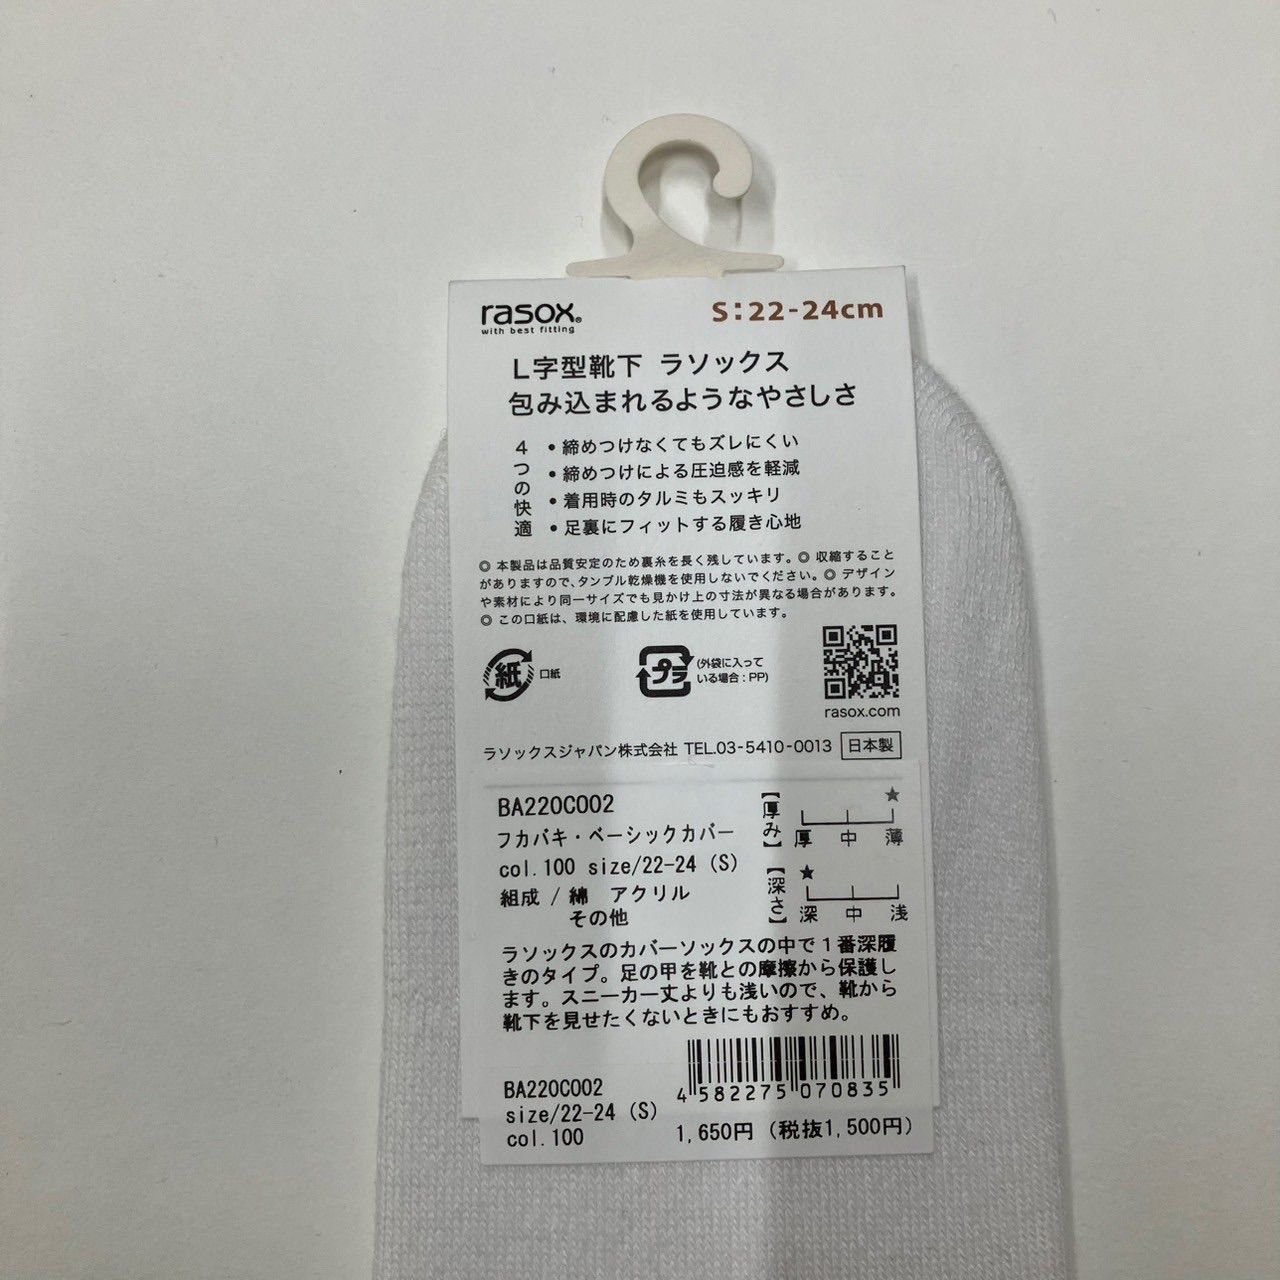 rasox®
with best fitting
S:22-24cm
L字型靴下 ラソックス
包み込まれるようなやさしさ
4つの快適
• 締めつけなくてもズレにくい
• 締めつけによる圧迫感を軽減
• 着用時のタルミもスッキリ
• 足裏にフィットする履き心地
◎ 本製品は品質安定のため裏糸を長く残しています。◎ 収縮すること
がありますので、タンブル乾燥機を使用しないでください。◎ デザイン
や素材により同一サイズでも見かけ上の寸法が異なる場合があります。
◎ この口紙は、環境に配慮した紙を使用しています。
紙 口紙
プラ (外袋に入って
いる場合:PP)
rasox.com
ラソックスジャパン株式会社 TEL.03-5410-0013 日本製
BA220C002
フカバキ・ベーシックカバー
col.100 size/22-24 (S)
組成 / 綿 アクリル
その他
【厚み】
★
厚 中 薄
【深さ】
★
深 中 浅
ラソックスのカバーソックスの中で1番深履
きのタイプ。足の甲を靴との摩擦から保護し
ます。スニーカー丈よりも浅いので、靴から
靴下を見せたくないときにもおすすめ。
BA220C002
size/22-24 (S)
col.100
4582275070835
1,650円 (税抜1,500円)